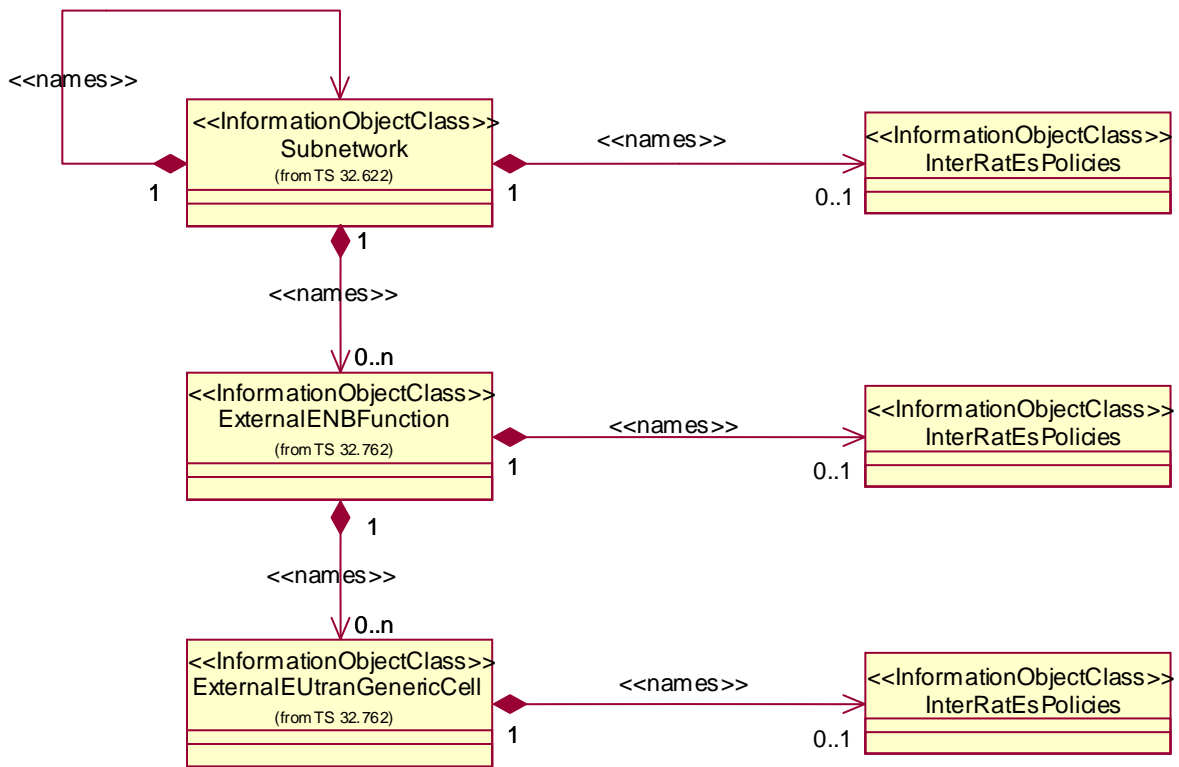 <<names>>
<<InformationObjectClass>>
Subnetwork
(from TS 32.622)
1
1
<<names>>
<<InformationObjectClass>>
InterRatEsPolicies
0..1
1
<<names>>
0..n
<<InformationObjectClass>>
ExternalENBFunction
(from TS 32.762)
1
<<names>>
<<InformationObjectClass>>
InterRatEsPolicies
0..1
1
<<names>>
0..n
<<InformationObjectClass>>
ExternalEUtranGenericCell
(from TS 32.762)
1
<<names>>
<<InformationObjectClass>>
InterRatEsPolicies
0..1